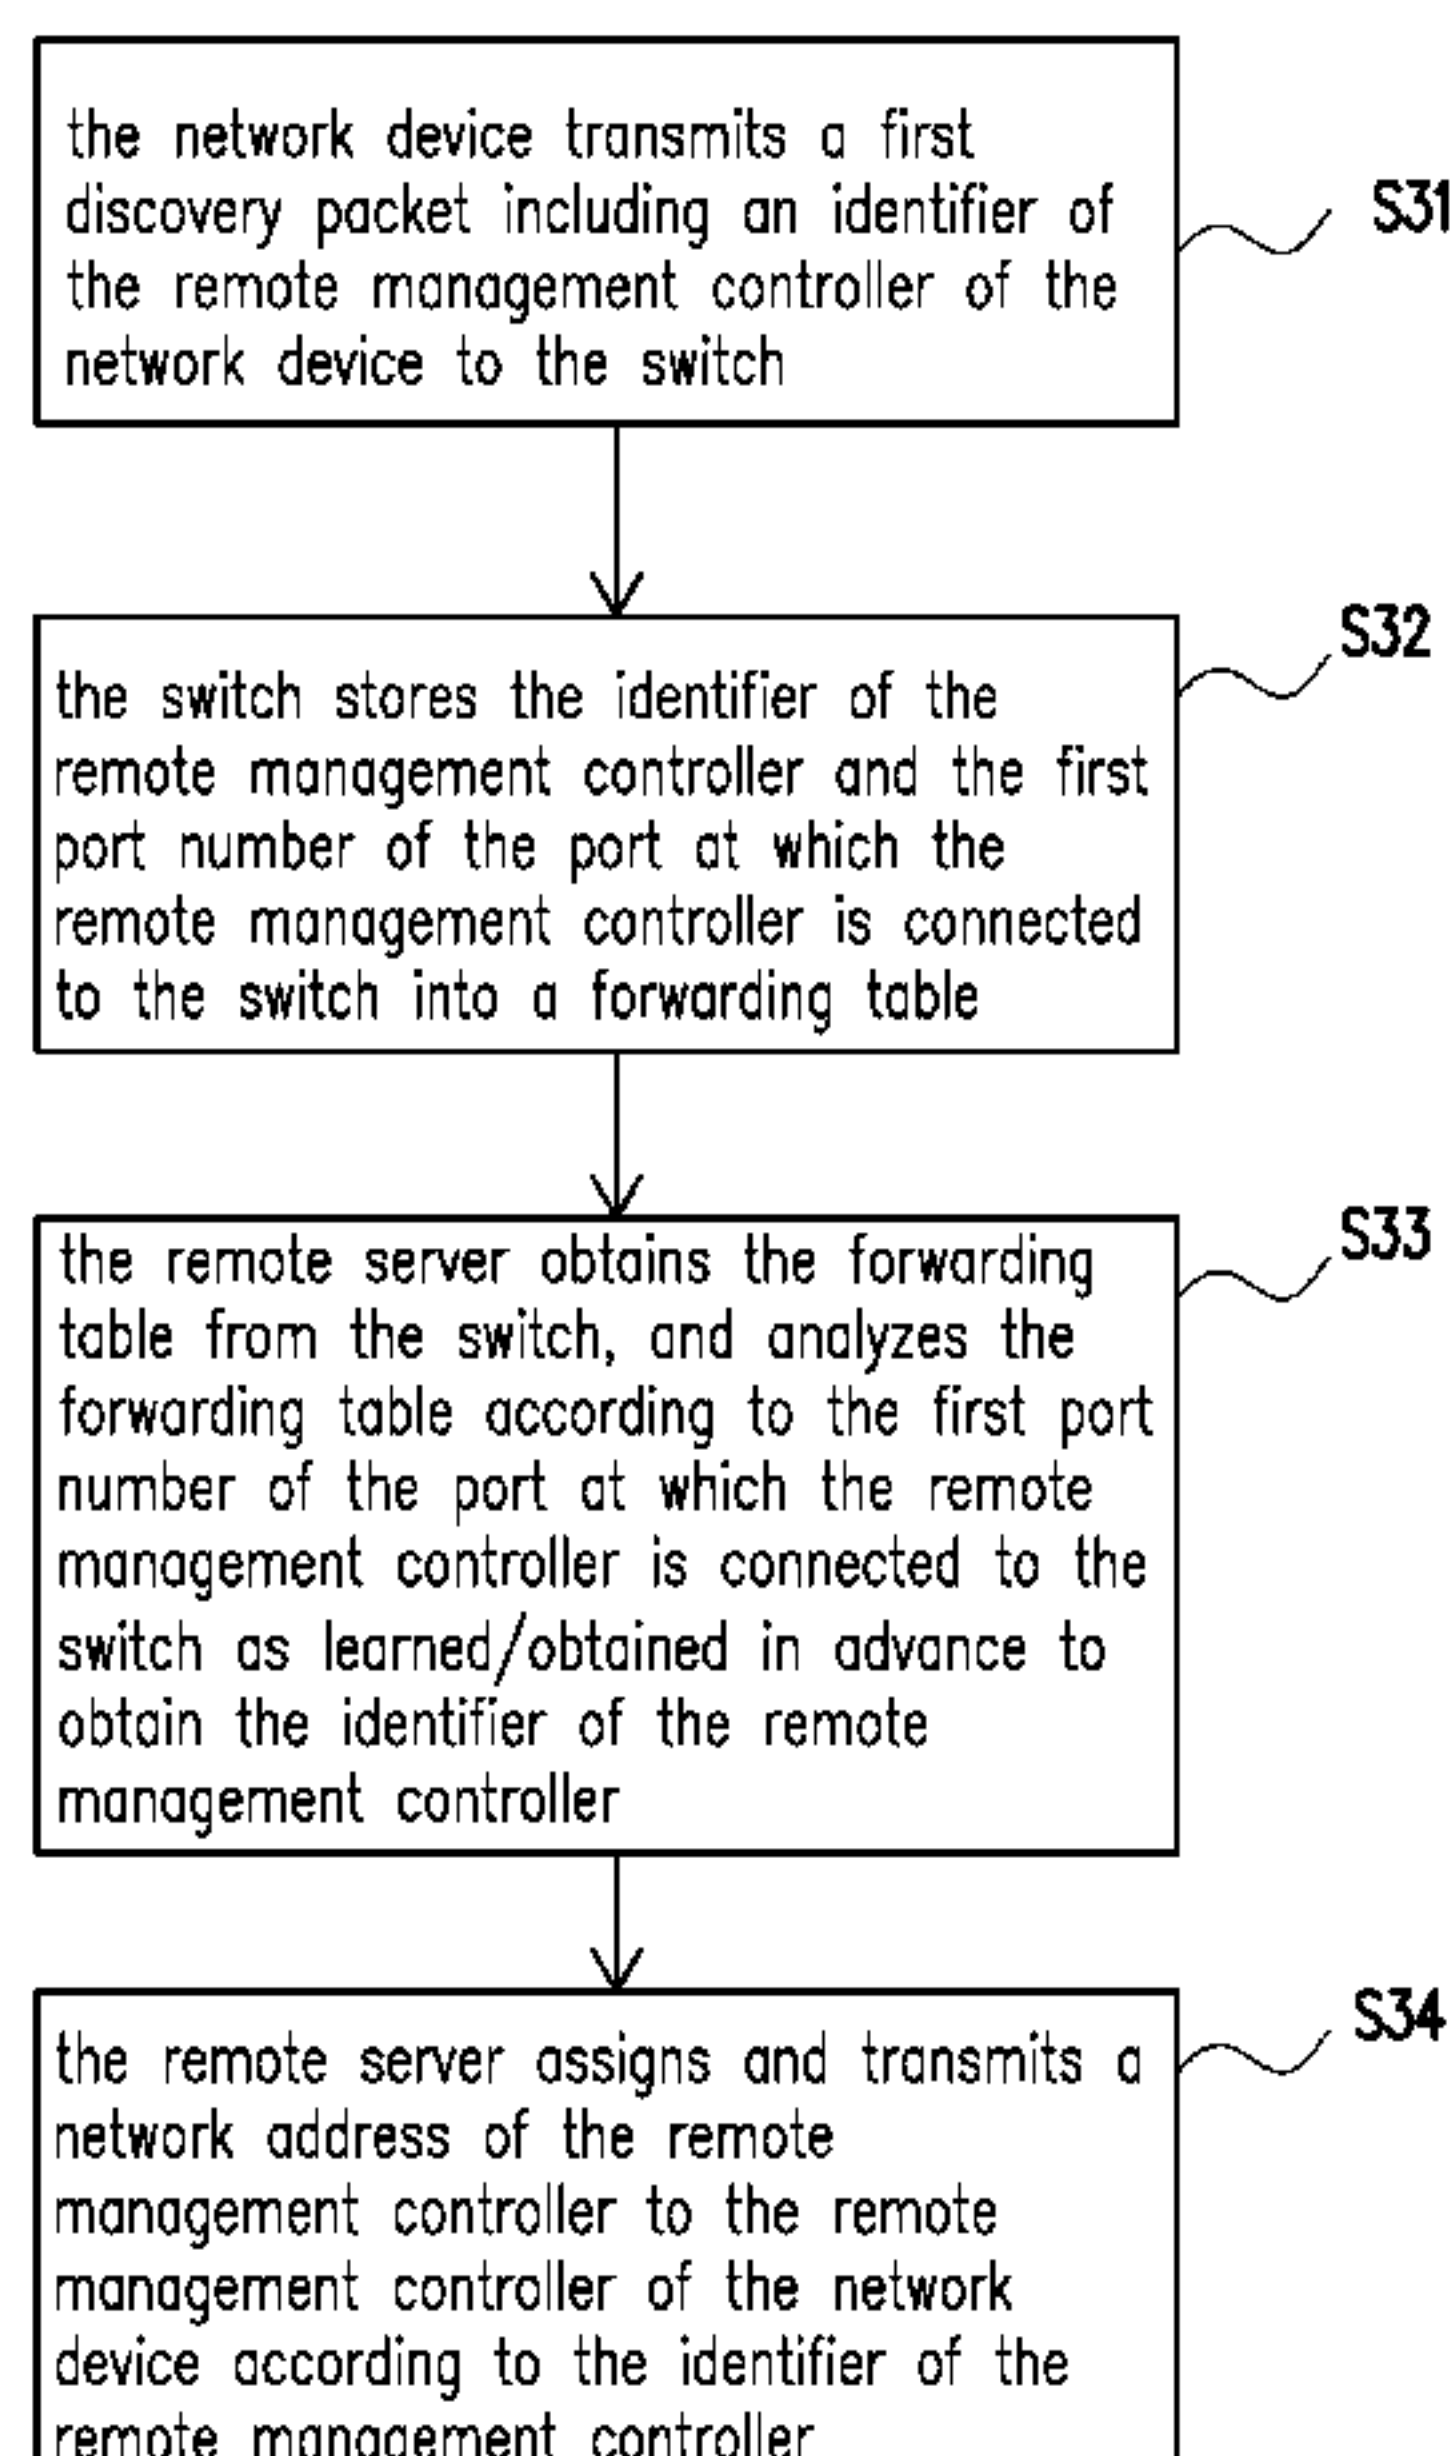 the network device transmits a first
discovery packet including an identifier of
the remote management controller of the
network device to the switch
S31
the switch stores the identifier of the
remote management controller and the first
port number of the port at which the
remote management controller is connected
to the switch into a forwarding table
S32
the remote server obtains the forwarding
table from the switch, and analyzes the
forwarding table according to the first port
number of the port at which the remote
management controller is connected to the
switch as learned/obtained in advance to
obtain the identifier of the remote
management controller
S33
the remote server assigns and transmits a
network address of the remote
management controller to the remote
management controller of the network
device according to the identifier of the
remote management controller
S34